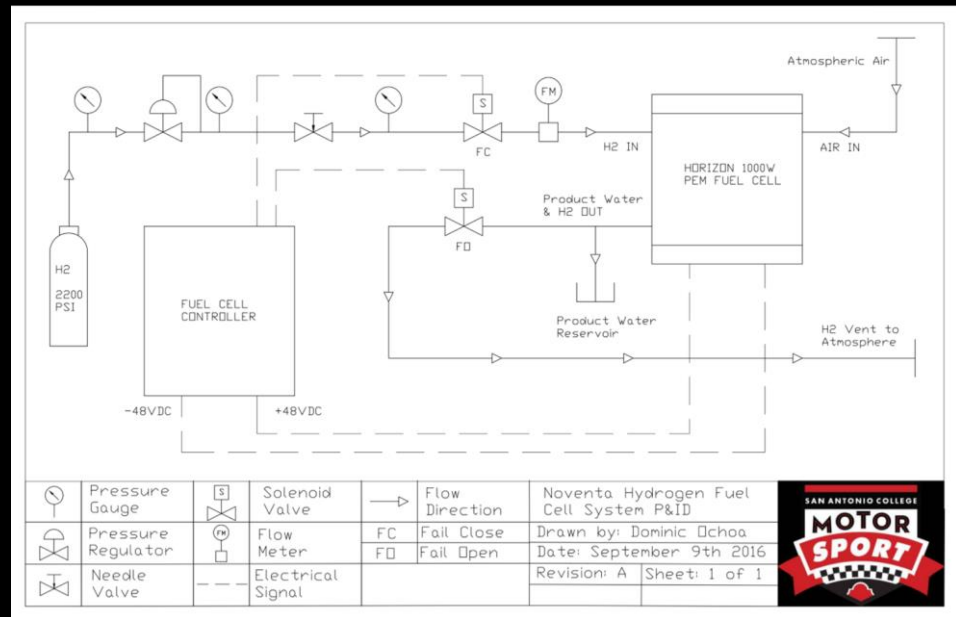 Atmospheric Air
S
FM
FC
H2 IN
AIR IN
HORIZON 1000W
PEM FUEL CELL
S
FO
Product Water
& H2 OUT
H2
2200
PSI
FUEL CELL
CONTROLLER
Product Water
Reservoir
H2 Vent to
Atmosphere
-48VDC
+48VDC
Pressure
Gauge
S
Solenoid
Valve
Flow
Direction
Noventa Hydrogen Fuel
Cell System P&ID
Pressure
Regulator
FM
Flow
Meter
FC
Fail Close
Drawn by: Dominic Ochoa
FO
Fail Open
Date: September 9th 2016
Needle
Valve
Electrical
Signal
Revision: A
Sheet: 1 of 1
SAN ANTONIO COLLEGE
MOTOR
SPORT